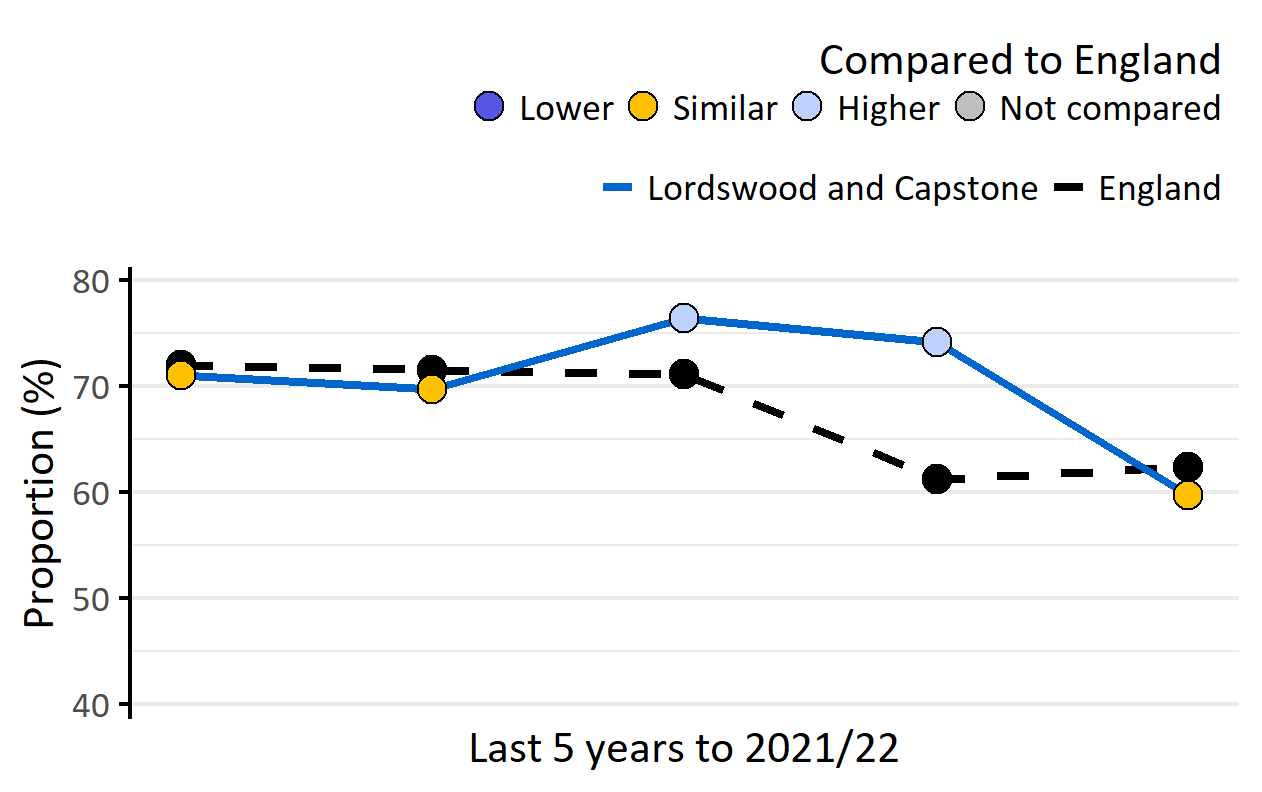 Compared to England
Lower Similar Higher Not compared
Lordswood and Capstone England
80
70
60
50
40
Proportion (%)
Last 5 years to 2021/22